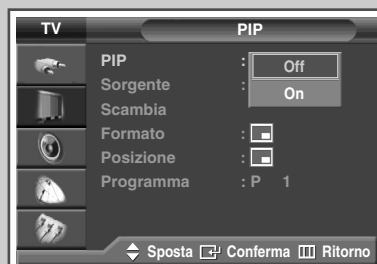 TV PIP
PIP : Off
Sorgente : On
Scambia
Formato :
Posizione :
Programma : P 1
Sposta Conferma Ritorno